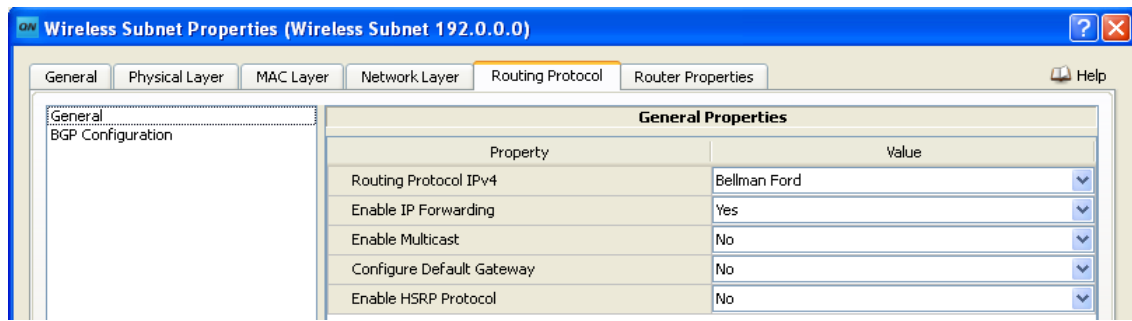 ON Wireless Subnet Properties (Wireless Subnet 192.0.0.0) ?
General Physical Layer MAC Layer Network Layer Routing Protocol Router Properties Help
General
BGP Configuration
General Properties
Property Value
Routing Protocol IPv4 Bellman Ford
Enable IP Forwarding Yes
Enable Multicast No
Configure Default Gateway No
Enable HSRP Protocol No